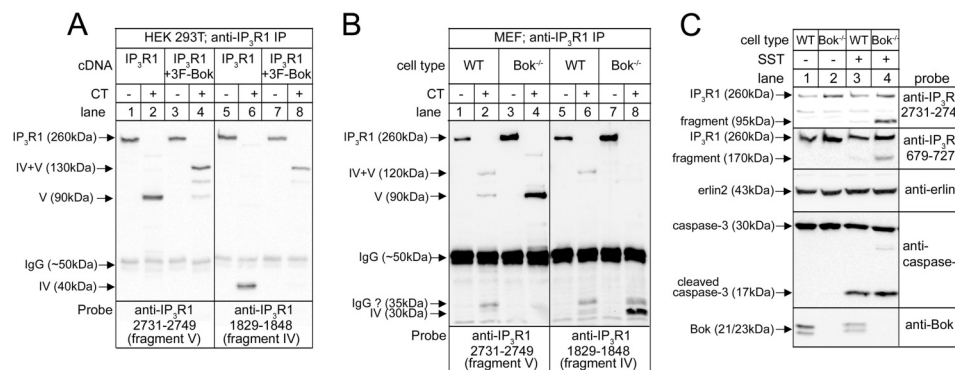 A
HEK 293T; anti-IP3R1 IP
cDNA IP3R1 IP3R1 +3F-Bok IP3R1 IP3R1 +3F-Bok
CT - + - + - + - +
lane 1 2 3 4 5 6 7 8
IP3R1 (260kDa)
IV+V (130kDa)
V (90kDa)
IgG (~50kDa)
IV (40kDa)
Probe anti-IP3R1 2731-2749 (fragment V) anti-IP3R1 1829-1848 (fragment IV)
B
MEF; anti-IP3R1 IP
cell type WT Bok-/- WT Bok-/-
CT - + - + - + - +
lane 1 2 3 4 5 6 7 8
IP3R1 (260kDa)
IV+V (120kDa)
V (90kDa)
IgG (~50kDa)
IgG ? (35kDa)
IV (30kDa)
Probe anti-IP3R1 2731-2749 (fragment V) anti-IP3R1 1829-1848 (fragment IV)
C
cell type WT Bok-/- WT Bok-/-
SST - - + +
lane 1 2 3 4 probe
IP3R1 (260kDa) anti-IP3R
fragment (95kDa) 2731-274
IP3R1 (260kDa) anti-IP3R
fragment (170kDa) 679-727
erlin2 (43kDa) anti-erlin
caspase-3 (30kDa) anti-
caspase-
cleaved
caspase-3 (17kDa)
Bok (21/23kDa) anti-Bok